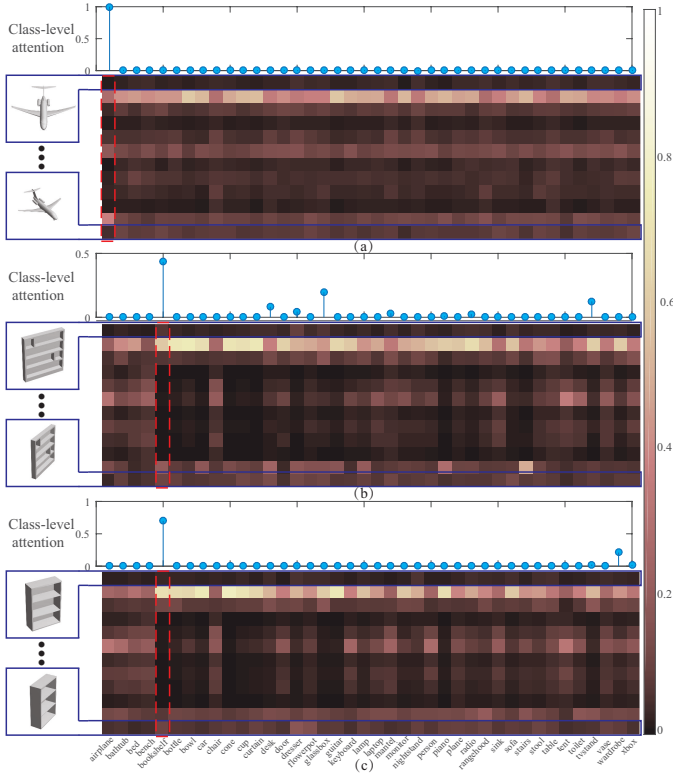 1
Class-level
attention
0.5
0
(a)
0.5
Class-level
attention
0
(b)
1
Class-level
attention
0.5
0
airplane
bathtub
bed
bench
bookshelf
bottle
bowl
car
chair
cone
cup
curtain
desk
door
dresser
flowerpot
glassbox
guitar
keyboard
lamp
laptop
mantel
monitor
nightstand
person
piano
plane
radio
rangehood
sink
sofa
stairs
stool
table
tent
toilet
tvstand
vase
wardrobe
xbox
(c)
1
0.8
0.6
0.4
0.2
0